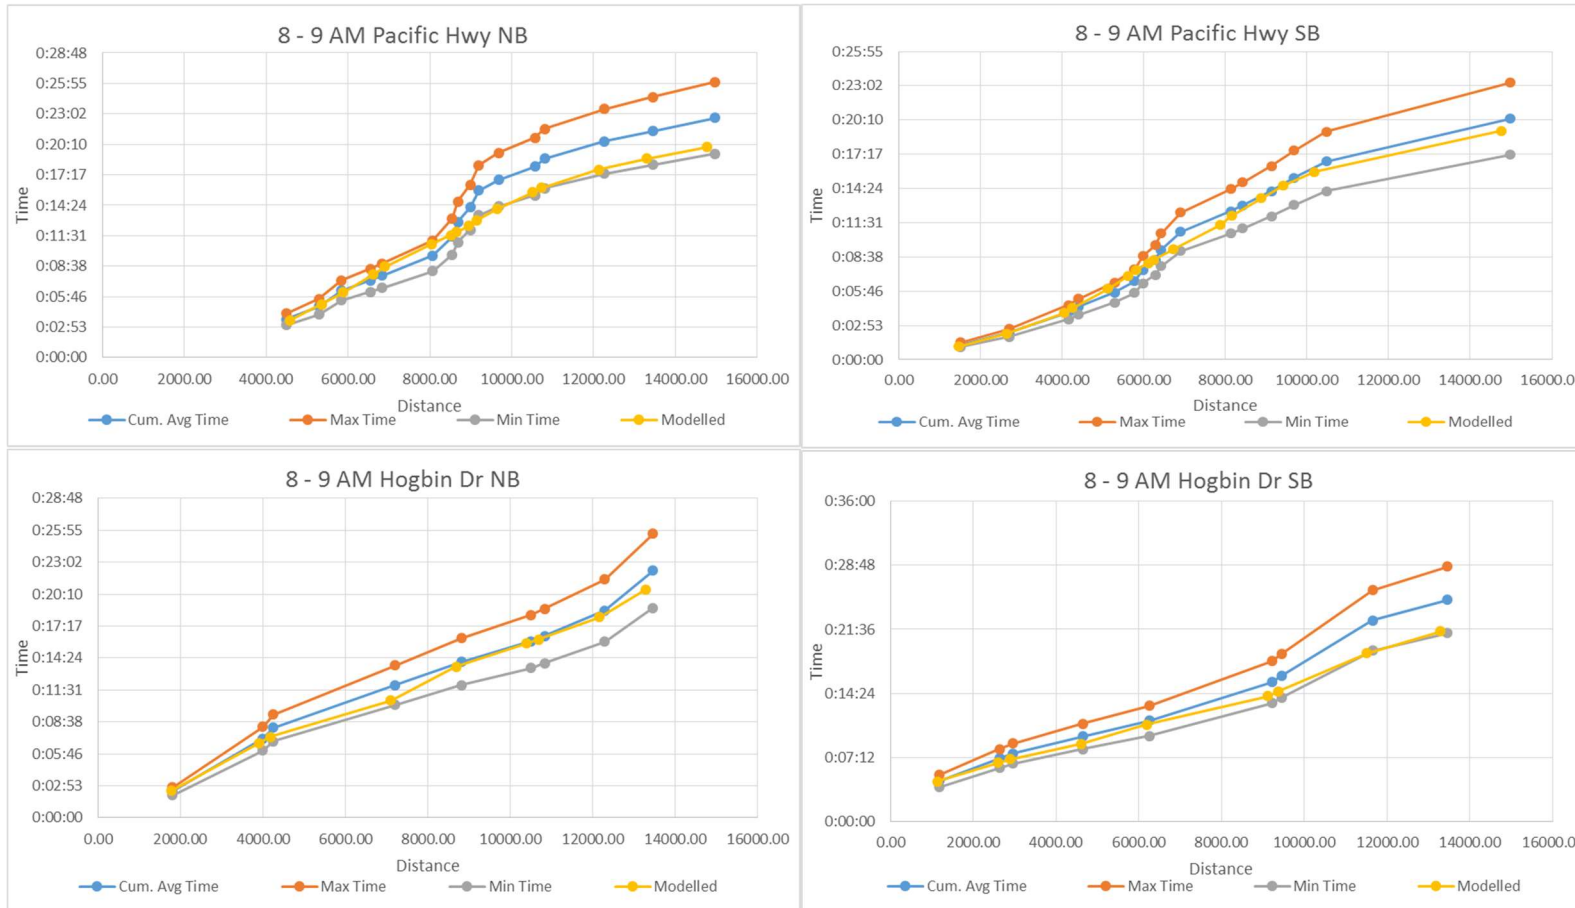 8 - 9 AM Pacific Hwy NB
0:28:48
0:25:55
0:23:02
0:20:10
0:17:17
0:14:24
0:11:31
0:08:38
0:05:46
0:02:53
0:00:00
Time
0.00 2000.00 4000.00 6000.00 8000.00 10000.00 12000.00 14000.00 16000.00
Distance
Cum. Avg Time Max Time Min Time Modelled
8 - 9 AM Pacific Hwy SB
0:25:55
0:23:02
0:20:10
0:17:17
0:14:24
0:11:31
0:08:38
0:05:46
0:02:53
0:00:00
Time
0.00 2000.00 4000.00 6000.00 8000.00 10000.00 12000.00 14000.00 16000.00
Distance
Cum. Avg Time Max Time Min Time Modelled
8 - 9 AM Hogbin Dr NB
0:28:48
0:25:55
0:23:02
0:20:10
0:17:17
0:14:24
0:11:31
0:08:38
0:05:46
0:02:53
0:00:00
Time
0.00 2000.00 4000.00 6000.00 8000.00 10000.00 12000.00 14000.00 16000.00
Distance
Cum. Avg Time Max Time Min Time Modelled
8 - 9 AM Hogbin Dr SB
0:36:00
0:28:48
0:21:36
0:14:24
0:07:12
0:00:00
Time
0.00 2000.00 4000.00 6000.00 8000.00 10000.00 12000.00 14000.00 16000.00
Distance
Cum. Avg Time Max Time Min Time Modelled